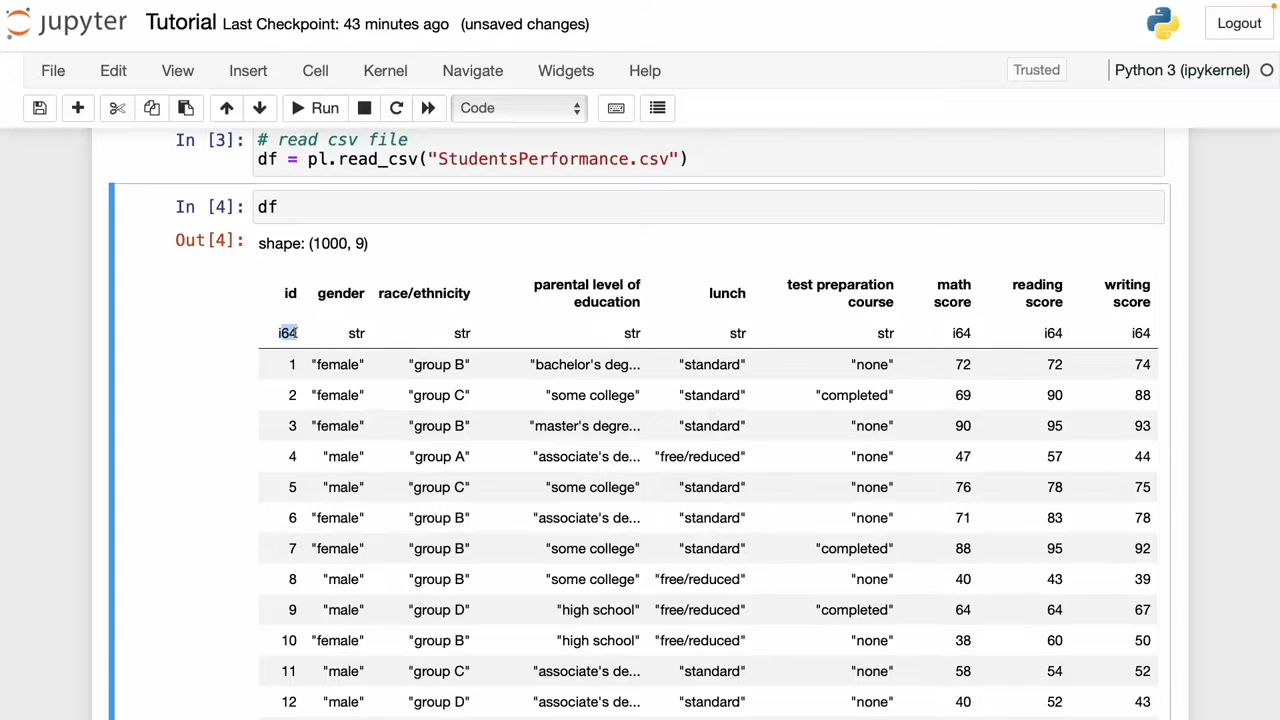 jupyter Tutorial Last Checkpoint: 43 minutes ago (unsaved changes) Logout
File Edit View Insert Cell Kernel Navigate Widgets Help Trusted Python 3 (ipykernel)
Run Code
In [3]: # read csv file
df = pl.read_csv("StudentsPerformance.csv")
In [4]: df
Out[4]: shape: (1000, 9)
id gender race/ethnicity parental level of education lunch test preparation course math score reading score writing score
i64 str str str str str i64 i64 i64
1 "female" "group B" "bachelor's deg... "standard" "none" 72 72 74
2 "female" "group C" "some college" "standard" "completed" 69 90 88
3 "female" "group B" "master's degre... "standard" "none" 90 95 93
4 "male" "group A" "associate's de... "free/reduced" "none" 47 57 44
5 "male" "group C" "some college" "standard" "none" 76 78 75
6 "female" "group B" "associate's de... "standard" "none" 71 83 78
7 "female" "group B" "some college" "standard" "completed" 88 95 92
8 "male" "group B" "some college" "free/reduced" "none" 40 43 39
9 "male" "group D" "high school" "free/reduced" "completed" 64 64 67
10 "female" "group B" "high school" "free/reduced" "none" 38 60 50
11 "male" "group C" "associate's de... "standard" "none" 58 54 52
12 "male" "group D" "associate's de... "standard" "none" 40 52 43